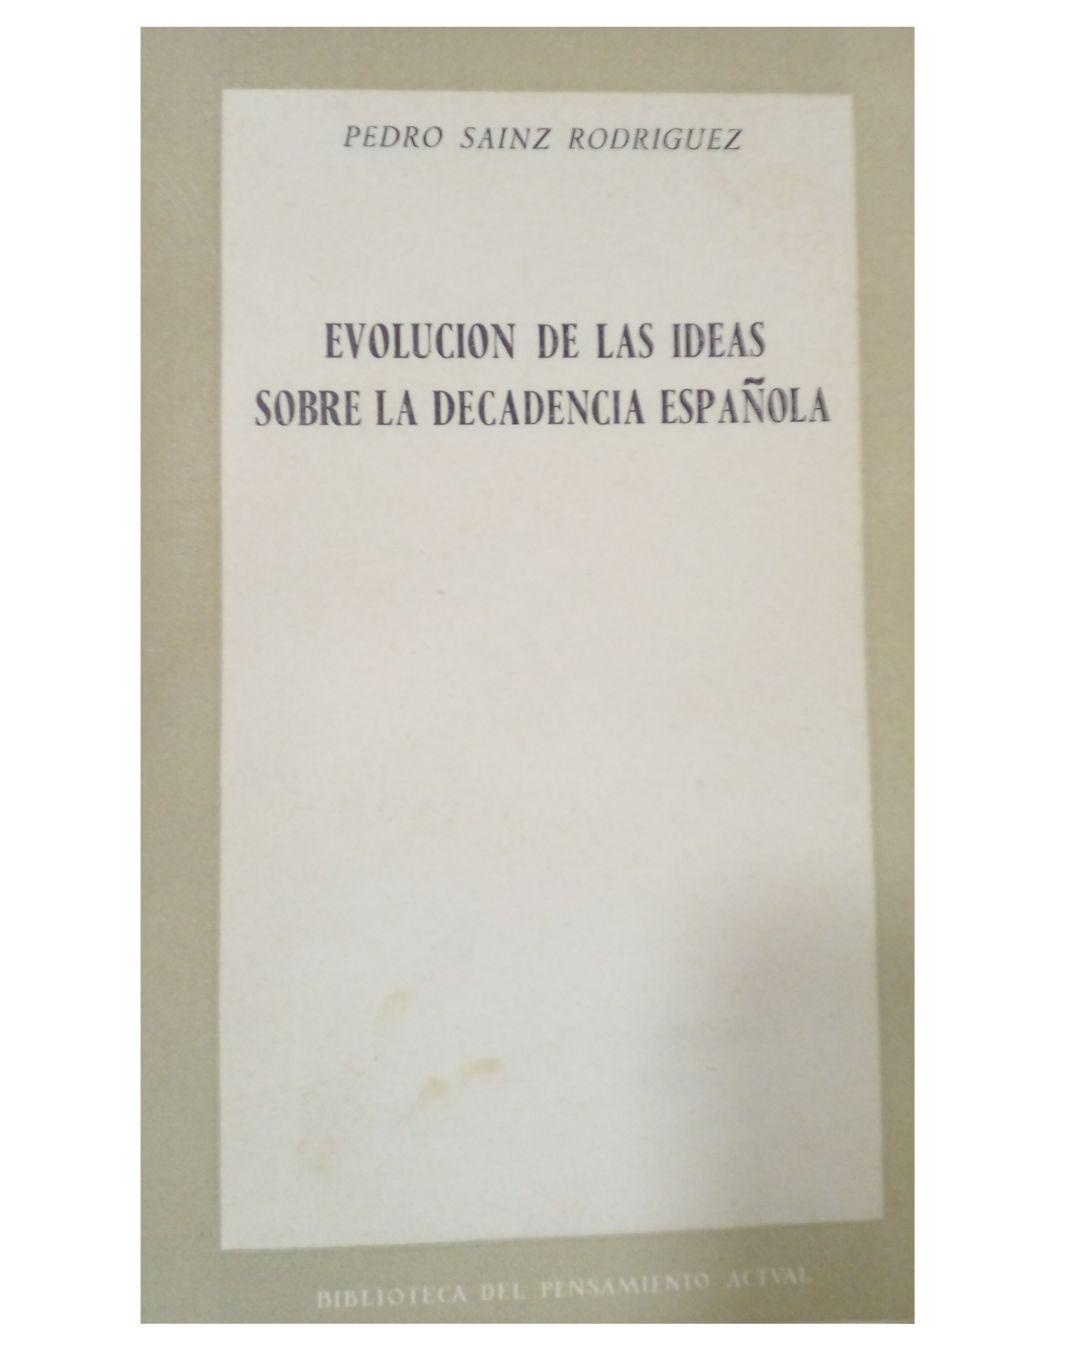 PEDRO SAINZ RODRIGUEZ
EVOLUCION DE LAS IDEAS
SOBRE LA DECADENCIA ESPAÑOLA
BIBLIOTECA DEL PENSAMIENTO ACTVAL